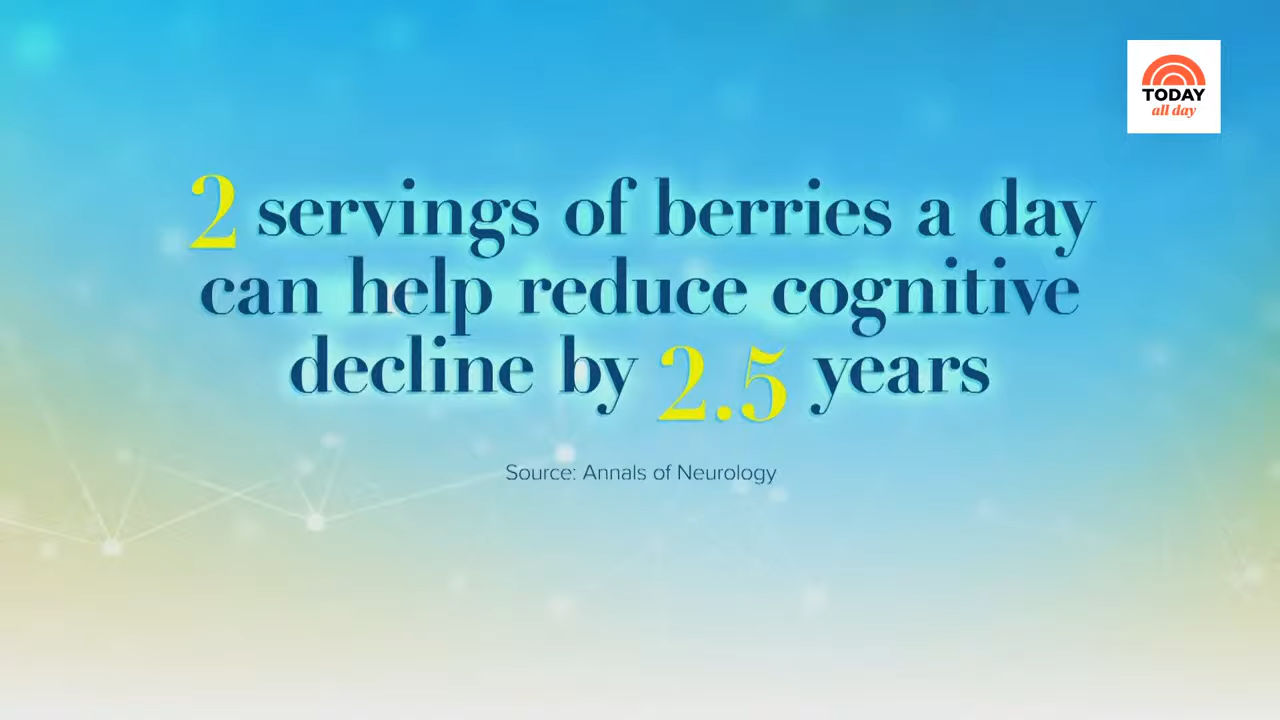 TODAY
all day
2 servings of berries a day
can help reduce cognitive
decline by 2.5 years
Source: Annals of Neurology